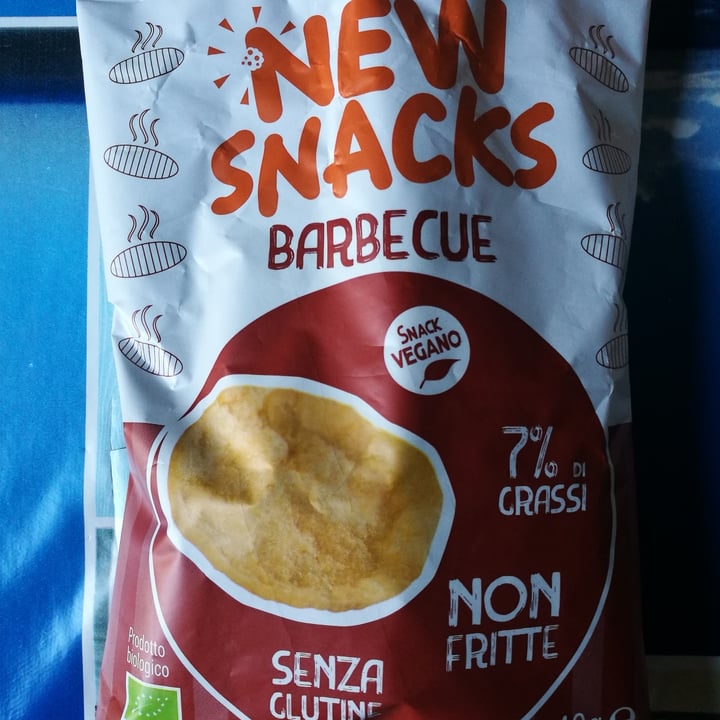 NEW
SNACKS
BARBECUE
SNACK
VEGANO
7% DI
GRASSI
NON
FRITTE
Prodotto
biologico
SENZA
GLUTINE